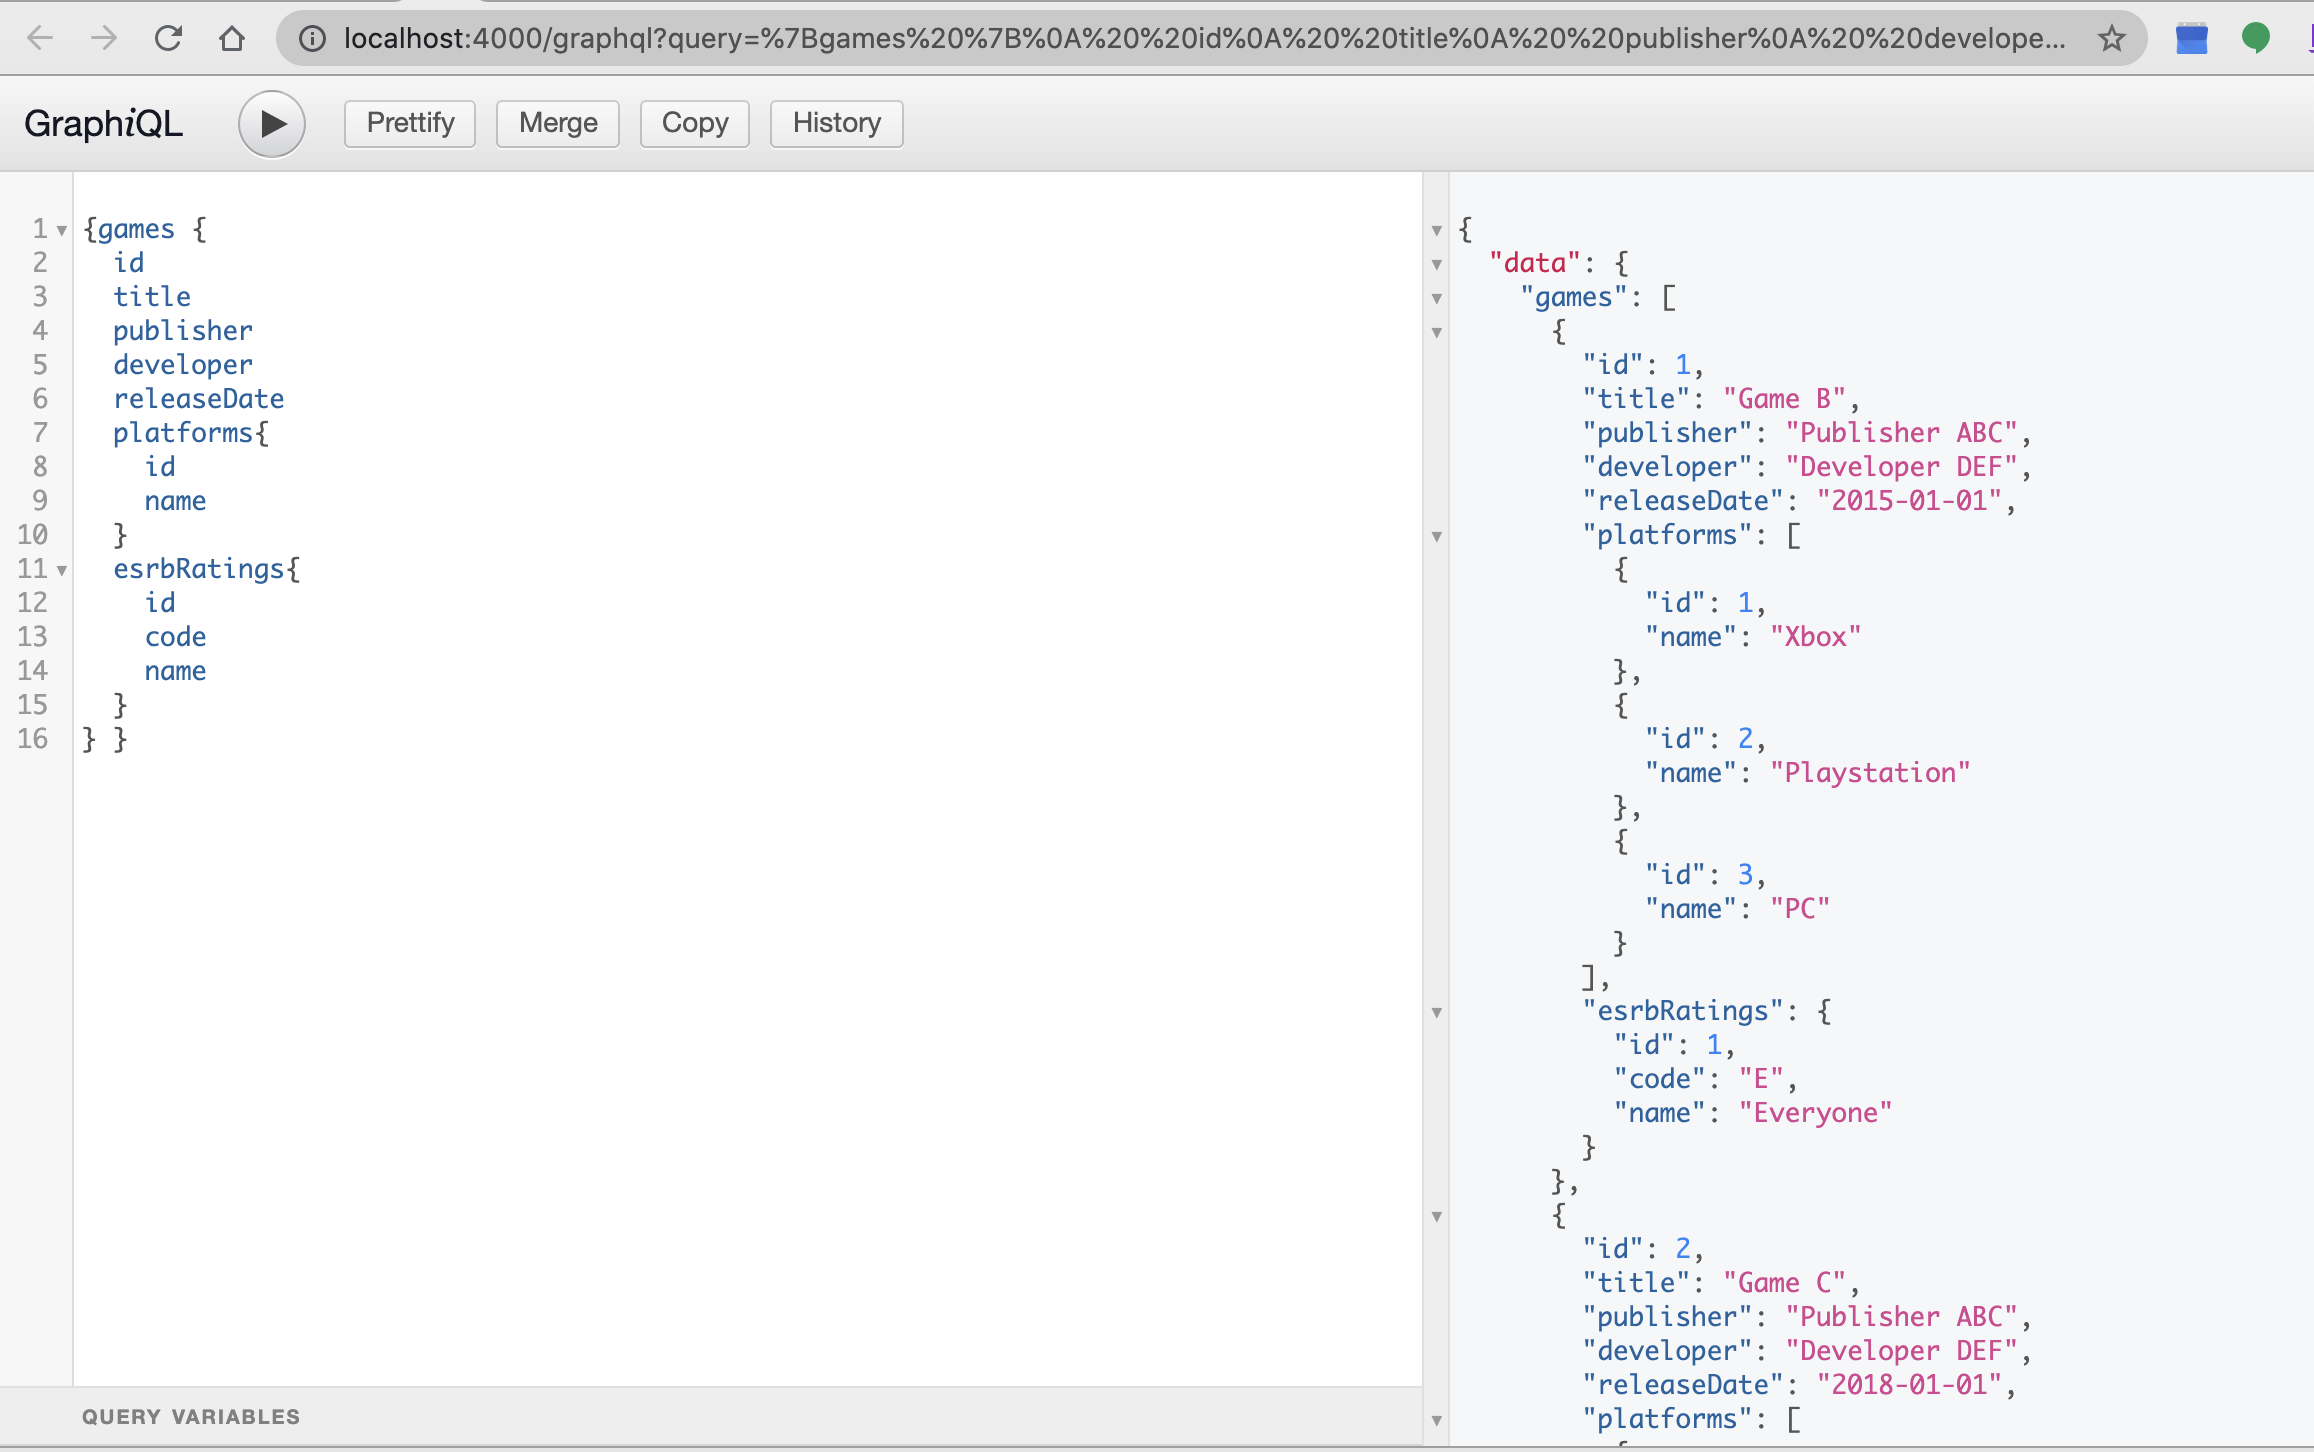 localhost:4000/graphql?query=%7Bgames%20%7B%0A%20%20id%0A%20%20title%0A%20%20publisher%0A%20%20develope...
GraphiQL Prettify Merge Copy History
1 {games {
2 id
3 title
4 publisher
5 developer
6 releaseDate
7 platforms{
8 id
9 name
10 }
11 esrbRatings{
12 id
13 code
14 name
15 }
16 } }
QUERY VARIABLES
{
"data": {
"games": [
{
"id": 1,
"title": "Game B",
"publisher": "Publisher ABC",
"developer": "Developer DEF",
"releaseDate": "2015-01-01",
"platforms": [
{
"id": 1,
"name": "Xbox"
},
{
"id": 2,
"name": "Playstation"
},
{
"id": 3,
"name": "PC"
}
],
"esrbRatings": {
"id": 1,
"code": "E",
"name": "Everyone"
}
},
{
"id": 2,
"title": "Game C",
"publisher": "Publisher ABC",
"developer": "Developer DEF",
"releaseDate": "2018-01-01",
"platforms": [